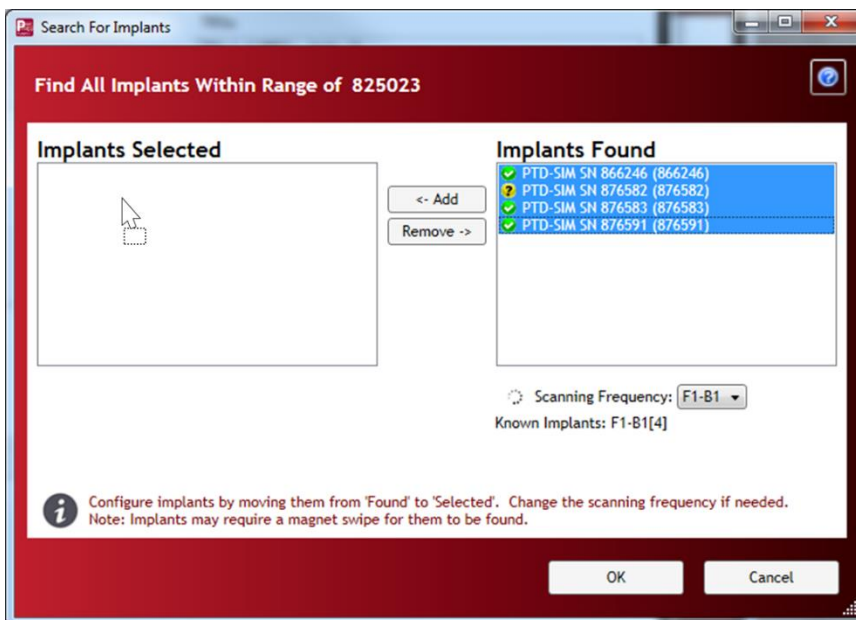 Search For Implants
Find All Implants Within Range of 825023
Implants Selected
Implants Found
PTD-SIM SN 866246 (866246)
PTD-SIM SN 876582 (876582)
PTD-SIM SN 876583 (876583)
PTD-SIM SN 876591 (876591)
<- Add
Remove ->
Scanning Frequency: F1-B1
Known Implants: F1-B1[4]
Configure implants by moving them from 'Found' to 'Selected'. Change the scanning frequency if needed.
Note: Implants may require a magnet swipe for them to be found.
OK
Cancel